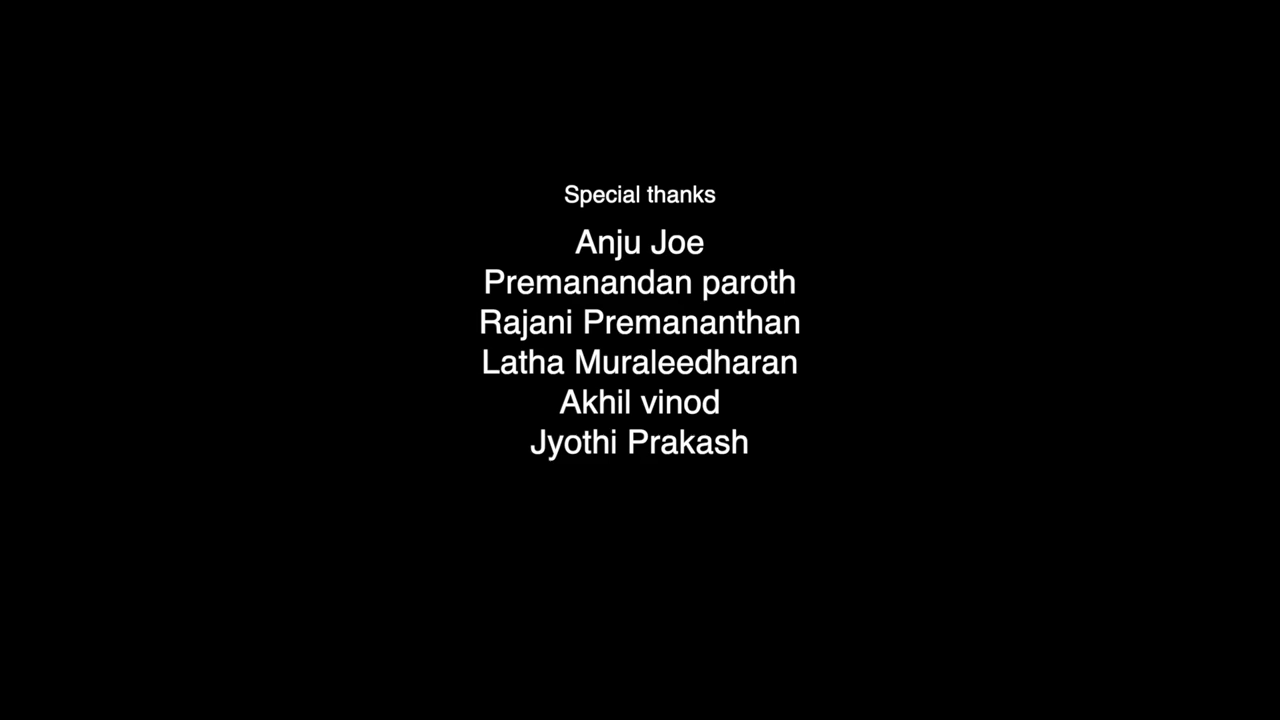 Special thanks
Anju Joe
Premanandan paroth
Rajani Premananthan
Latha Muraleedharan
Akhil vinod
Jyothi Prakash